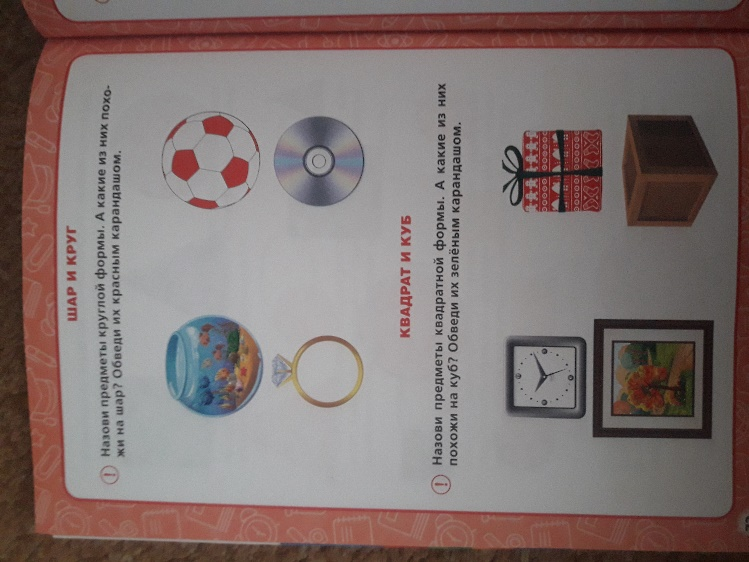 ШАР И КРУГ
! Назови предметы круглой формы. А какие из них похо-
жи на шар? Обведи их красным карандашом.
КВАДРАТ И КУБ
! Назови предметы квадратной формы. А какие из них
похожи на куб? Обведи их зелёным карандашом.